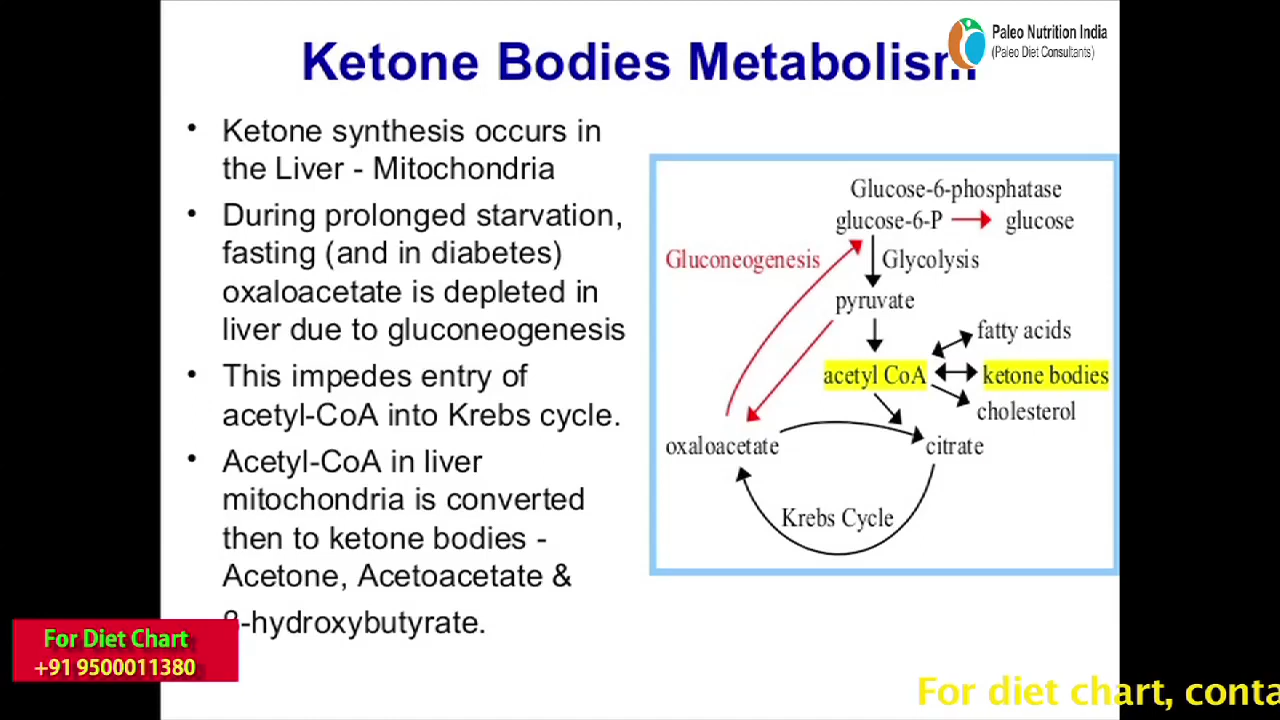 Ketone Bodies Metabolism
Paleo Nutrition India
(Paleo Diet Consultants)
• Ketone synthesis occurs in
the Liver - Mitochondria
• During prolonged starvation,
fasting (and in diabetes)
oxaloacetate is depleted in
liver due to gluconeogenesis
• This impedes entry of
acetyl-CoA into Krebs cycle.
• Acetyl-CoA in liver
mitochondria is converted
then to ketone bodies -
Acetone, Acetoacetate &
-hydroxybutyrate.
Glucose-6-phosphatase
glucose-6-P glucose
Gluconeogenesis Glycolysis
pyruvate
fatty acids
acetyl CoA ketone bodies
cholesterol
oxaloacetate citrate
Krebs Cycle
For Diet Chart
+91 9500011380
For diet chart, conta